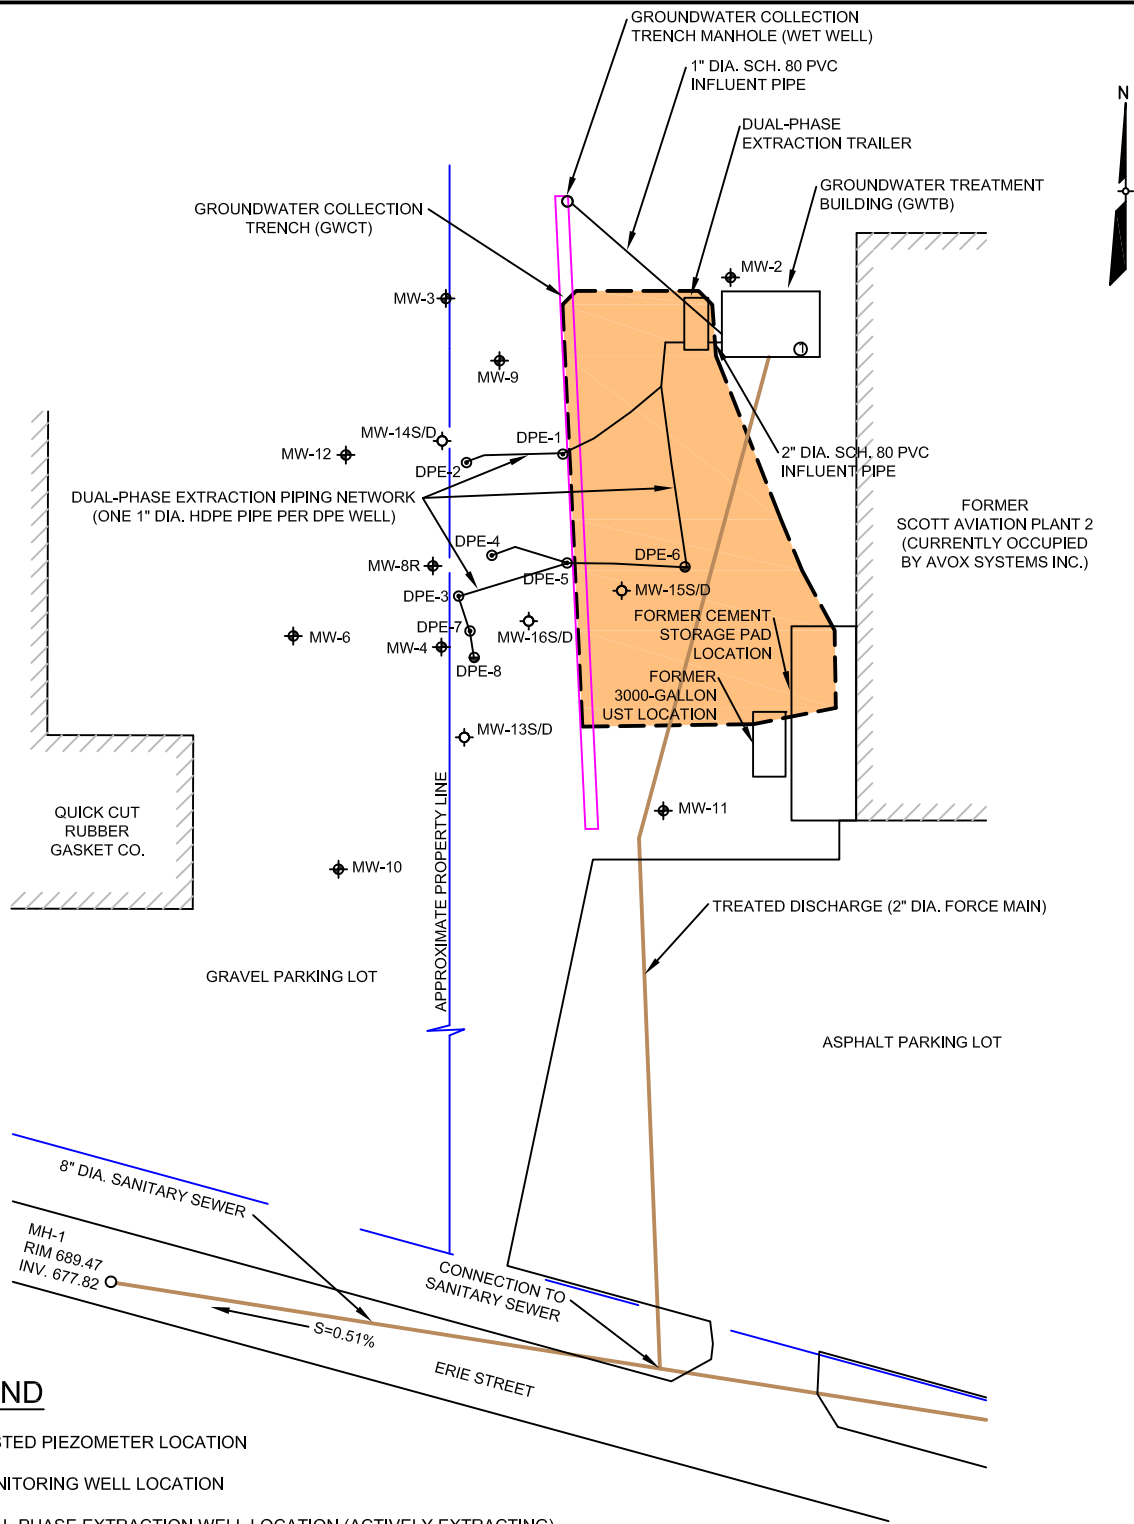 GROUNDWATER COLLECTION
TRENCH MANHOLE (WET WELL)
1" DIA. SCH. 80 PVC
INFLUENT PIPE
N
DUAL-PHASE
EXTRACTION TRAILER
GROUNDWATER TREATMENT
BUILDING (GWTB)
GROUNDWATER COLLECTION
TRENCH (GWCT)
MW-2
MW-3
1
MW-9
MW-14S/D
DPE-1
MW-12
DPE-2
2" DIA. SCH. 80 PVC
INFLUENT PIPE
DUAL-PHASE EXTRACTION PIPING NETWORK
(ONE 1" DIA. HDPE PIPE PER DPE WELL)
FORMER
SCOTT AVIATION PLANT 2
(CURRENTLY OCCUPIED
BY AVOX SYSTEMS INC.)
DPE-4
DPE-6
MW-8R
DPE-5
MW-15S/D
DPE-3
FORMER CEMENT
STORAGE PAD
LOCATION
DPE-7
MW-16S/D
MW-6
MW-4
DPE-8
FORMER
3000-GALLON
UST LOCATION
MW-13S/D
APPROXIMATE PROPERTY LINE
QUICK CUT
RUBBER
GASKET CO.
MW-11
MW-10
TREATED DISCHARGE (2" DIA. FORCE MAIN)
GRAVEL PARKING LOT
ASPHALT PARKING LOT
8" DIA. SANITARY SEWER
MH-1
RIM 689.47
INV. 677.82
CONNECTION TO
SANITARY SEWER
S=0.51%
ERIE STREET
ND
STED PIEZOMETER LOCATION
NITORING WELL LOCATION
L PHASE EXTRACTION WELL LOCATION (ACTIVELY EXTRACTING)